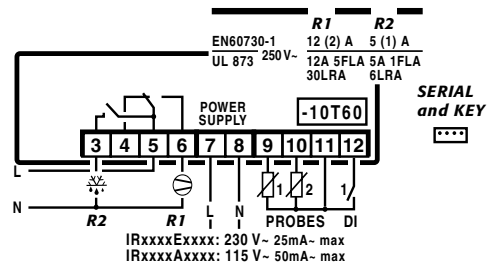 R1 R2
EN60730-1 250 V~ 12 (2) A 5 (1) A
UL 873 12A 5FLA 5A 1FLA
30LRA 6LRA
SERIAL
and KEY
POWER
SUPPLY
-10T60
3 4 5 6 7 8 9 10 11 12
L
N
1 2 1
R2 R1 L N PROBES DI
IRxxxxExxxx: 230 V~ 25mA~ max
IRxxxxAxxxx: 115 V~ 50mA~ max